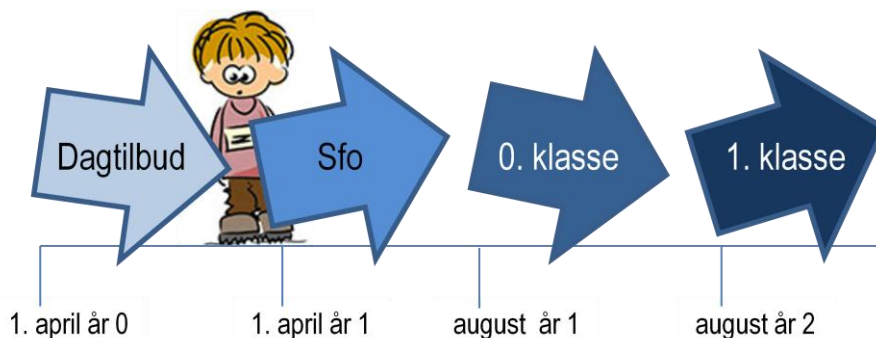 Dagtilbud
Sfo
0. klasse
1. klasse
1. april år 0
1. april år 1
august år 1
august år 2